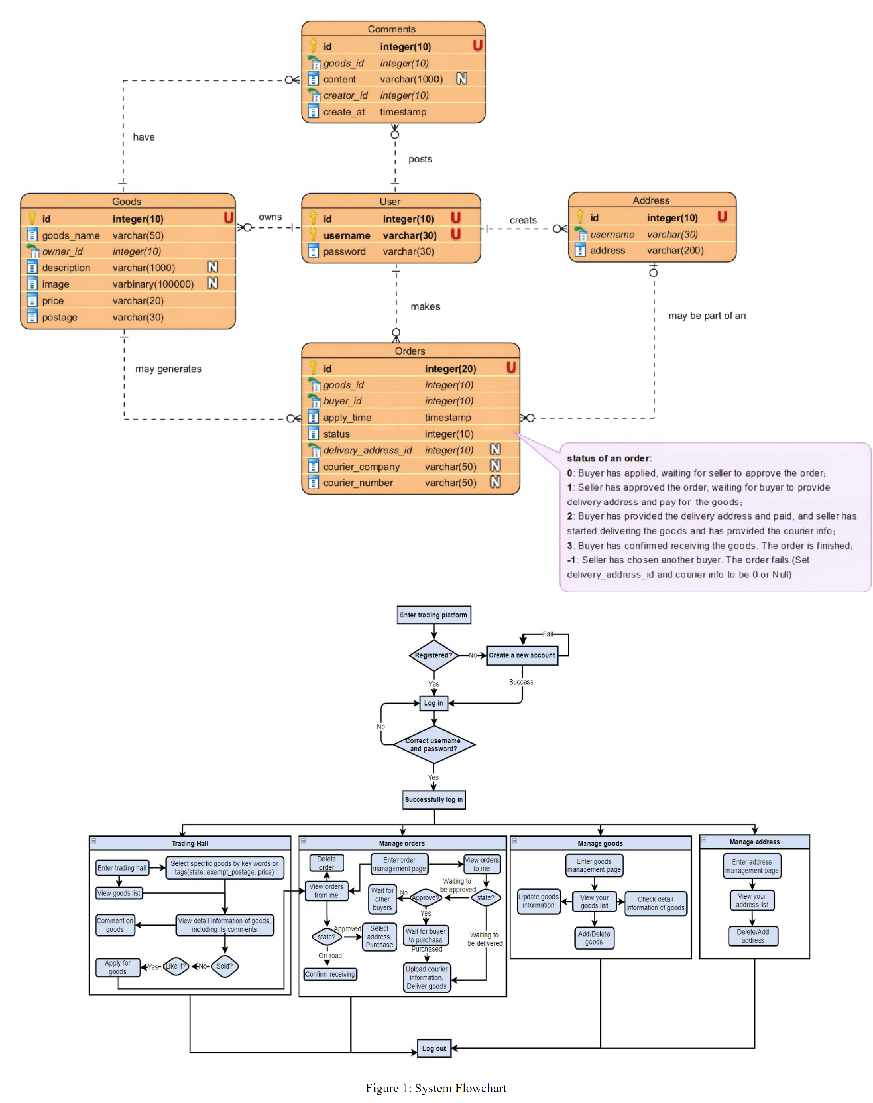 Comments
id integer(10) U
goods_id integer(10)
content varchar(1000) N
creator_id integer(10)
create_at timestamp
have
posts
Goods
id integer(10) U
goods_name varchar(50)
owner_id integer(10)
description varchar(1000) N
image varbinary(100000) N
price varchar(20)
postage varchar(30)
owns
User
id integer(10) U
username varchar(30) U
password varchar(30)
creats
Address
id integer(10) U
username varchar(30)
address varchar(200)
makes
may be part of an
may generates
Orders
id integer(20) U
goods_id integer(10)
buyer_id integer(10)
apply_time timestamp
status integer(10)
delivery_address_id integer(10) N
courier_company varchar(50) N
courier_number varchar(50) N
status of an order:
0: Buyer has applied, waiting for seller to approve the order;
1: Seller has approved the order, waiting for buyer to provide
delivery address and pay for the goods;
2: Buyer has provided the delivery address and paid, and seller has
started delivering the goods and has provided the courier info;
3: Buyer has confirmed receiving the goods. The order is finished;
-1: Seller has chosen another buyer. The order fails.(Set
delivery_address_id and courier info to be 0 or Null)
Enter trading platform
Registered?
No
Create a new account
Fail
Yes
Success
Log in
No
Correct username
and password?
Yes
Successfully log in
Trading Hall
Enter trading hall
Select specific goods by key words or
tags(state, exempt_postage, price)
View goods list
Comment on
goods
View detail information of goods,
including its comments
Apply for
goods
Yes
Like it?
No
Sold?
Manage orders
Delete
order
Enter order
management page
View orders
to me
View orders
from me
Wait for
other
buyers
No
Approve?
Waiting to
be approved
state?
Yes
state?
Approved
Select
address,
Purchase
Wait for buyer
to purchase
Waiting to
be delivered
On road
Purchased
Confirm receiving
Upload courier
information,
Deliver goods
Manage goods
Enter goods
management page
Update goods
information
View your
goods list
Check detail
information of goods
Add/Delete
goods
Manage address
Enter address
management page
View your
address list
Delete/Add
address
Log out
Figure 1: System Flowchart